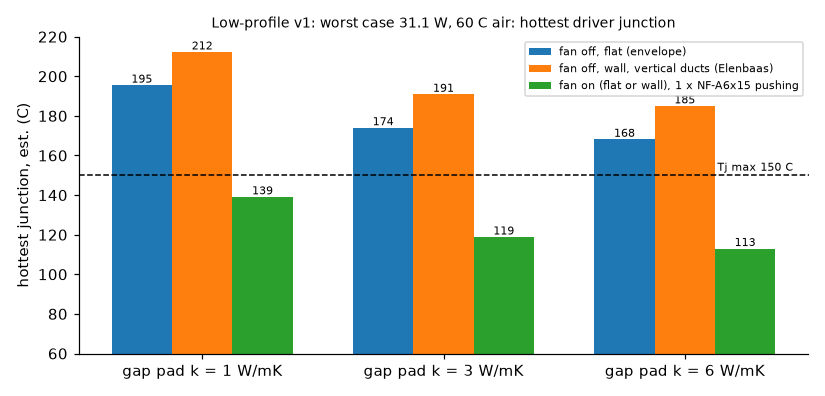 Low-profile v1: worst case 31.1 W, 60 C air: hottest driver junction
hottest junction, est. (C)
220
200
180
160
140
120
100
80
60
fan off, flat (envelope)
fan off, wall, vertical ducts (Elenbaas)
fan on (flat or wall), 1 x NF-A6x15 pushing
195
212
139
174
191
119
168
185
113
Tj max 150 C
gap pad k = 1 W/mK
gap pad k = 3 W/mK
gap pad k = 6 W/mK